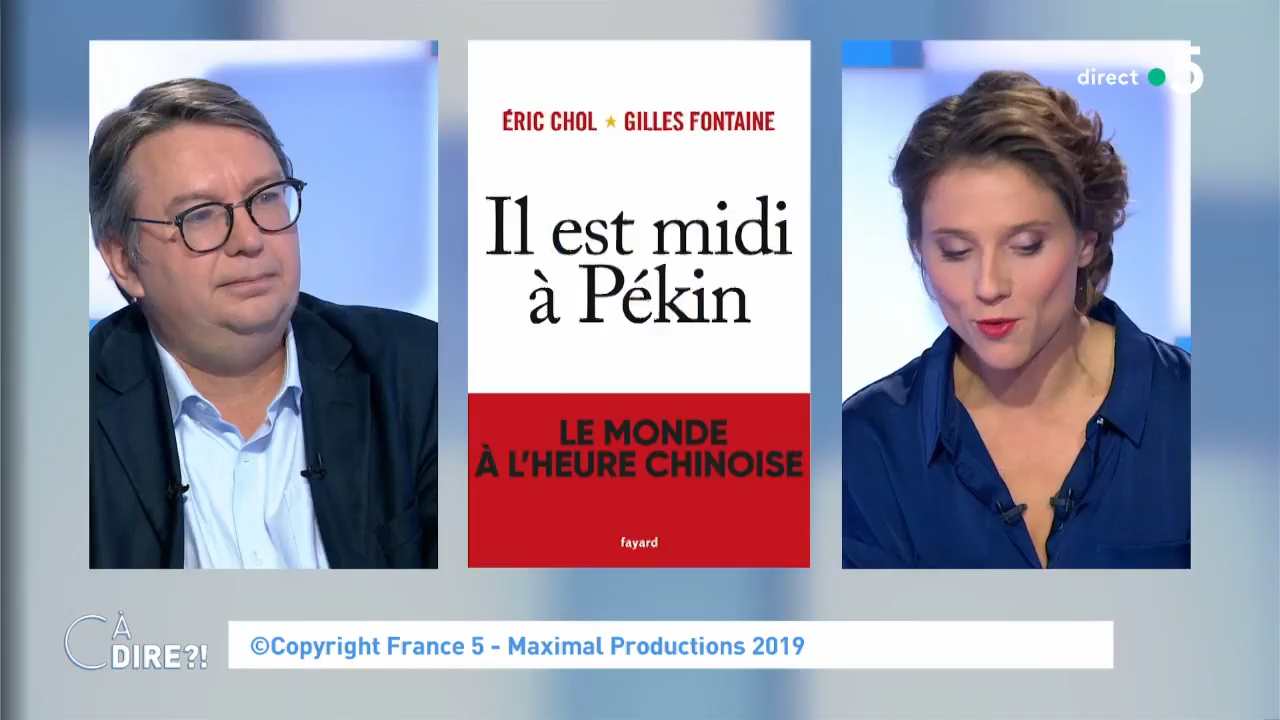 direct 5
ÉRIC CHOL ★ GILLES FONTAINE
Il est midi
à Pékin
LE MONDE
À L'HEURE CHINOISE
fayard
C À
DIRE?!
©Copyright France 5 - Maximal Productions 2019